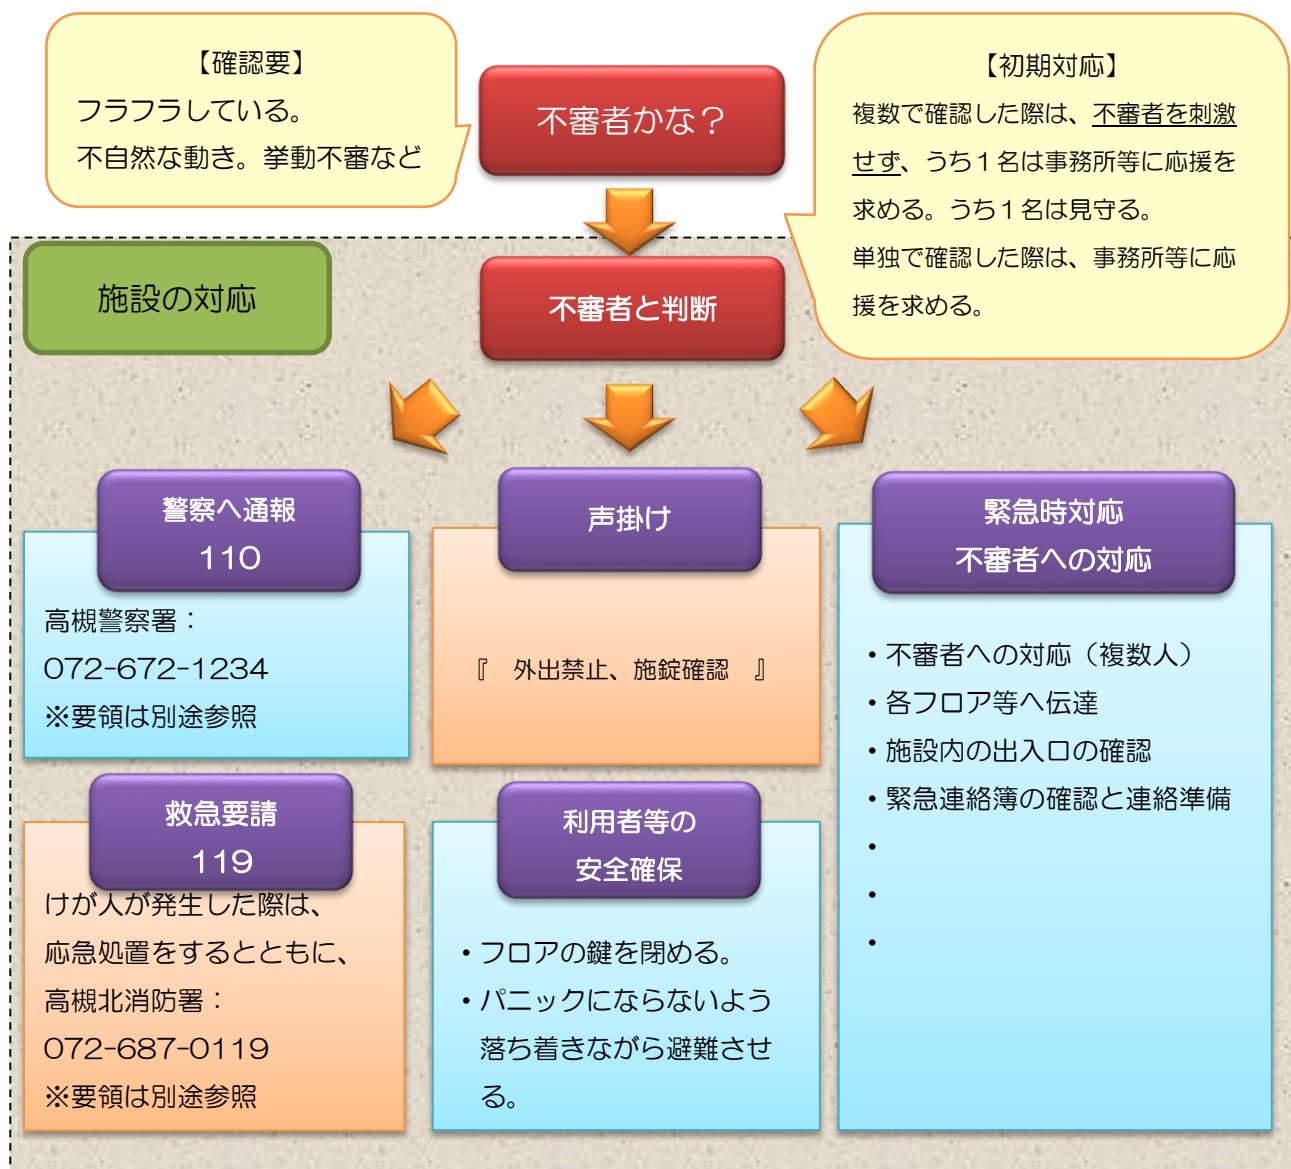 【確認要】
フラフラしている。
不自然な動き。挙動不審など
不審者かな？
【初期対応】
複数で確認した際は、不審者を刺激
せず、うち１名は事務所等に応援を
求める。うち１名は見守る。
単独で確認した際は、事務所等に応
援を求める。
施設の対応
不審者と判断
警察へ通報
110
高槻警察署：
072-672-1234
※要領は別途参照
声掛け
『　外出禁止、施錠確認　』
緊急時対応
不審者への対応
・不審者への対応（複数人）
・各フロア等へ伝達
・施設内の出入口の確認
・緊急連絡簿の確認と連絡準備
・
・
・
救急要請
119
けが人が発生した際は、
応急処置をするとともに、
高槻北消防署：
072-687-0119
※要領は別途参照
利用者等の
安全確保
・フロアの鍵を閉める。
・パニックにならないよう
落ち着きながら避難させ
る。